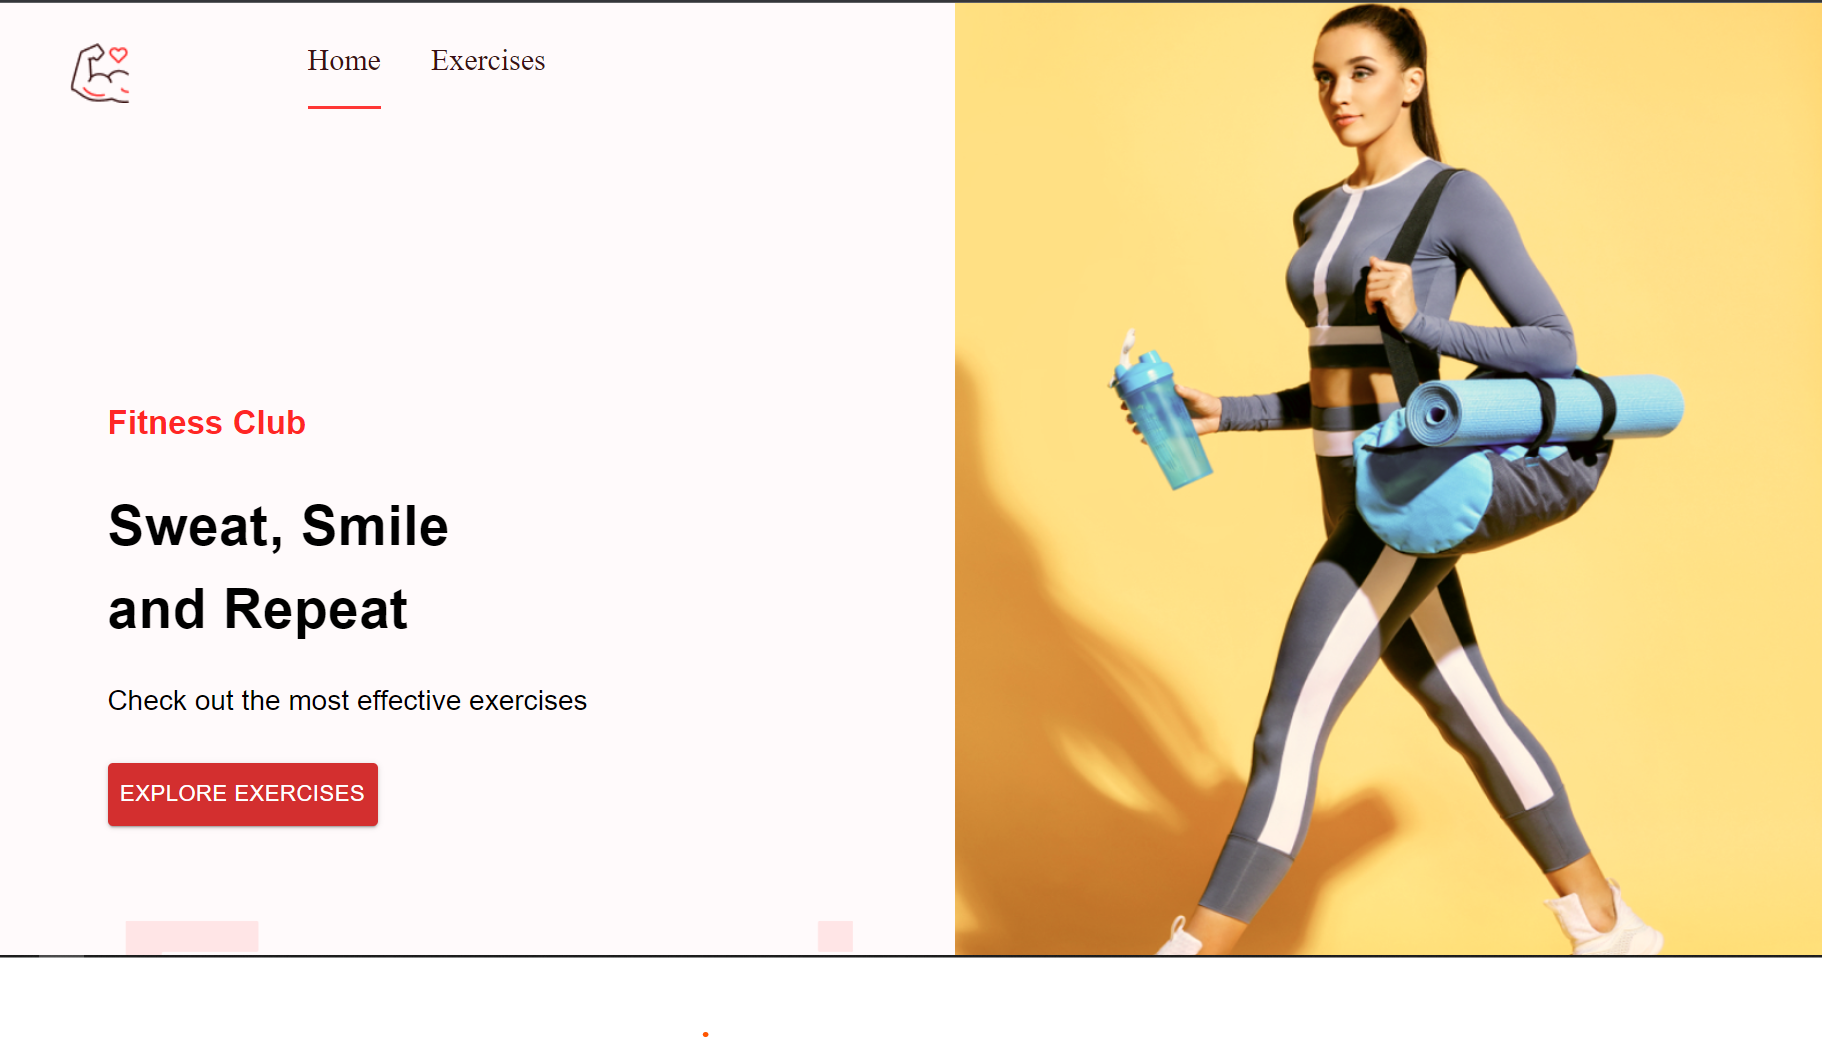 Home Exercises
Fitness Club
Sweat, Smile
and Repeat
Check out the most effective exercises
EXPLORE EXERCISES